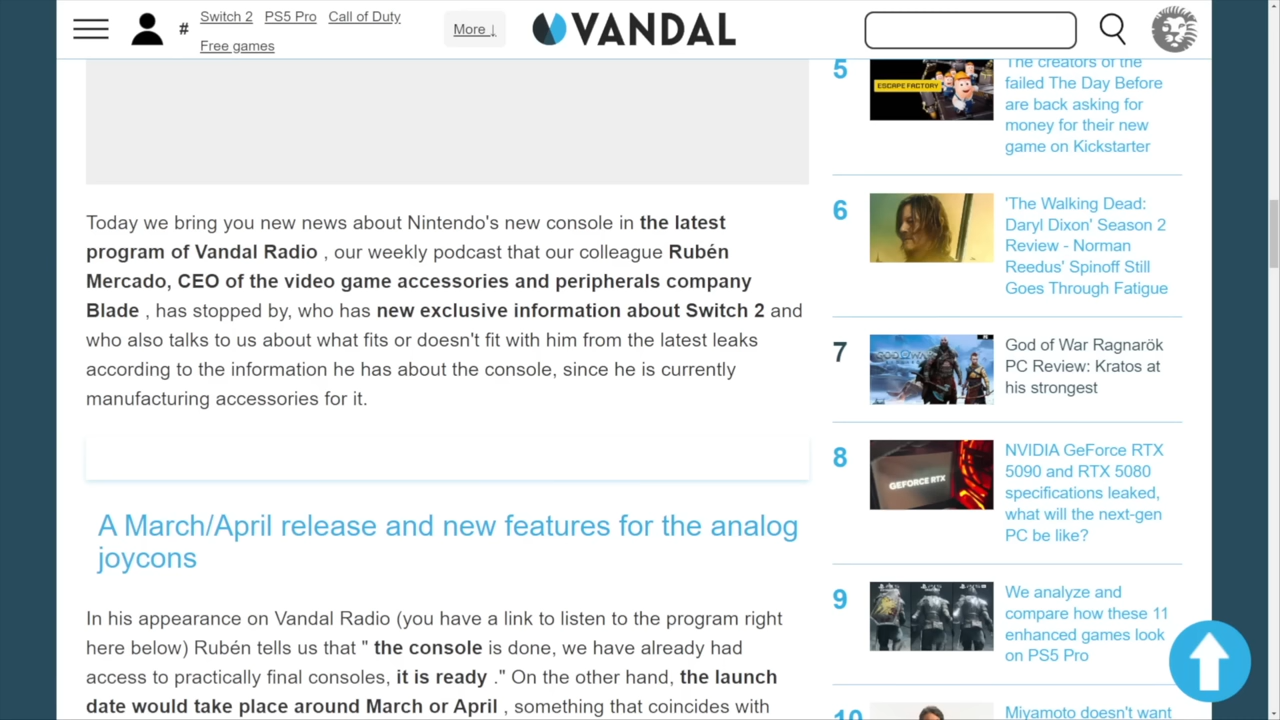 #
Switch 2
PS5 Pro
Call of Duty
Free games
More ↓
VANDAL
Today we bring you new news about Nintendo's new console in the latest
program of Vandal Radio , our weekly podcast that our colleague Rubén
Mercado, CEO of the video game accessories and peripherals company
Blade , has stopped by, who has new exclusive information about Switch 2 and
who also talks to us about what fits or doesn't fit with him from the latest leaks
according to the information he has about the console, since he is currently
manufacturing accessories for it.
A March/April release and new features for the analog
joycons
In his appearance on Vandal Radio (you have a link to listen to the program right
here below) Rubén tells us that " the console is done, we have already had
access to practically final consoles, it is ready ." On the other hand, the launch
date would take place around March or April , something that coincides with
5
ESCAPE FACTORY
The creators of the
failed The Day Before
are back asking for
money for their new
game on Kickstarter
6
'The Walking Dead:
Daryl Dixon' Season 2
Review - Norman
Reedus' Spinoff Still
Goes Through Fatigue
7
God of War Ragnarök
PC Review: Kratos at
his strongest
8
GEFORCE RTX
NVIDIA GeForce RTX
5090 and RTX 5080
specifications leaked,
what will the next-gen
PC be like?
9
We analyze and
compare how these 11
enhanced games look
on PS5 Pro
10
Miyamoto doesn't want